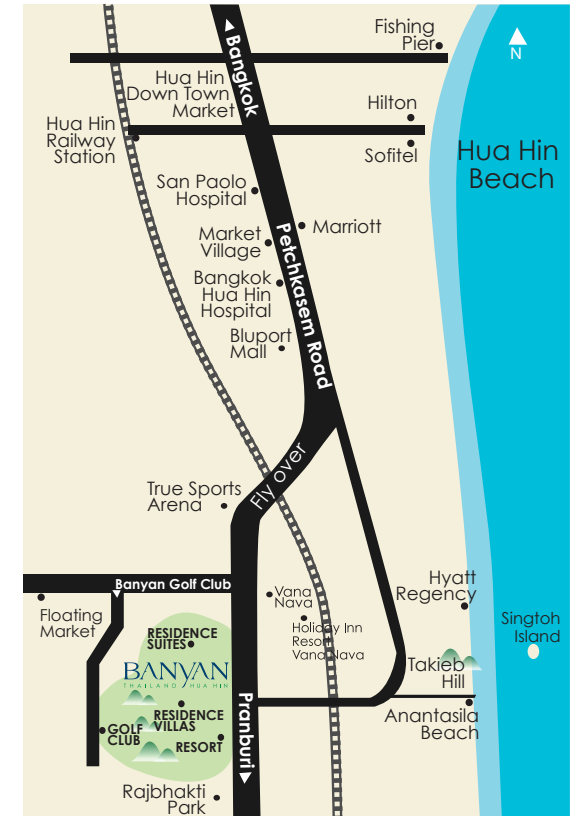 Fishing
Pier
N
Bangkok
Hua Hin
Down Town
Market
Hilton
Hua Hin
Railway
Station
Sofitel
Hua Hin
Beach
San Paolo
Hospital
Marriott
Market
Village
Petchkasem Road
Bangkok
Hua Hin
Hospital
Bluport
Mall
Fly over
True Sports
Arena
Banyan Golf Club
Hyatt
Regency
Vana
Nava
Floating
Market
Singtoh
Island
Holiday Inn
Resort
Vana Nava
RESIDENCE
SUITES
BANYAN
THAILAND HUA HIN
Takieb
Hill
RESIDENCE
VILLAS
Pranburi
Anantasila
Beach
GOLF
CLUB
RESORT
Rajbhakti
Park